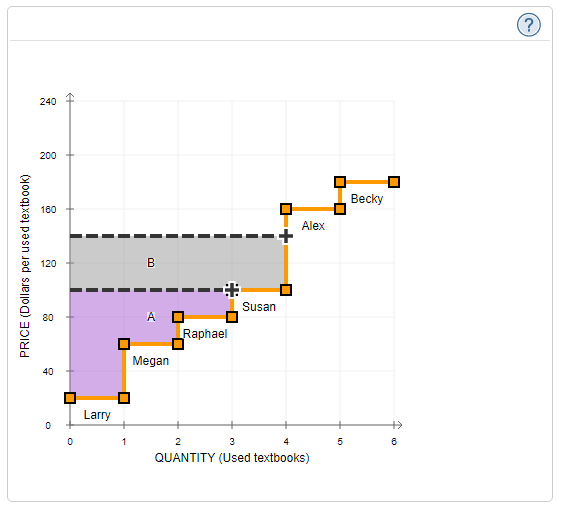 ?
PRICE (Dollars per used textbook)
240
200
160
120
80
40
0
Becky
Alex
B
Susan
A
Raphael
Megan
Larry
0 1 2 3 4 5 6
QUANTITY (Used textbooks)